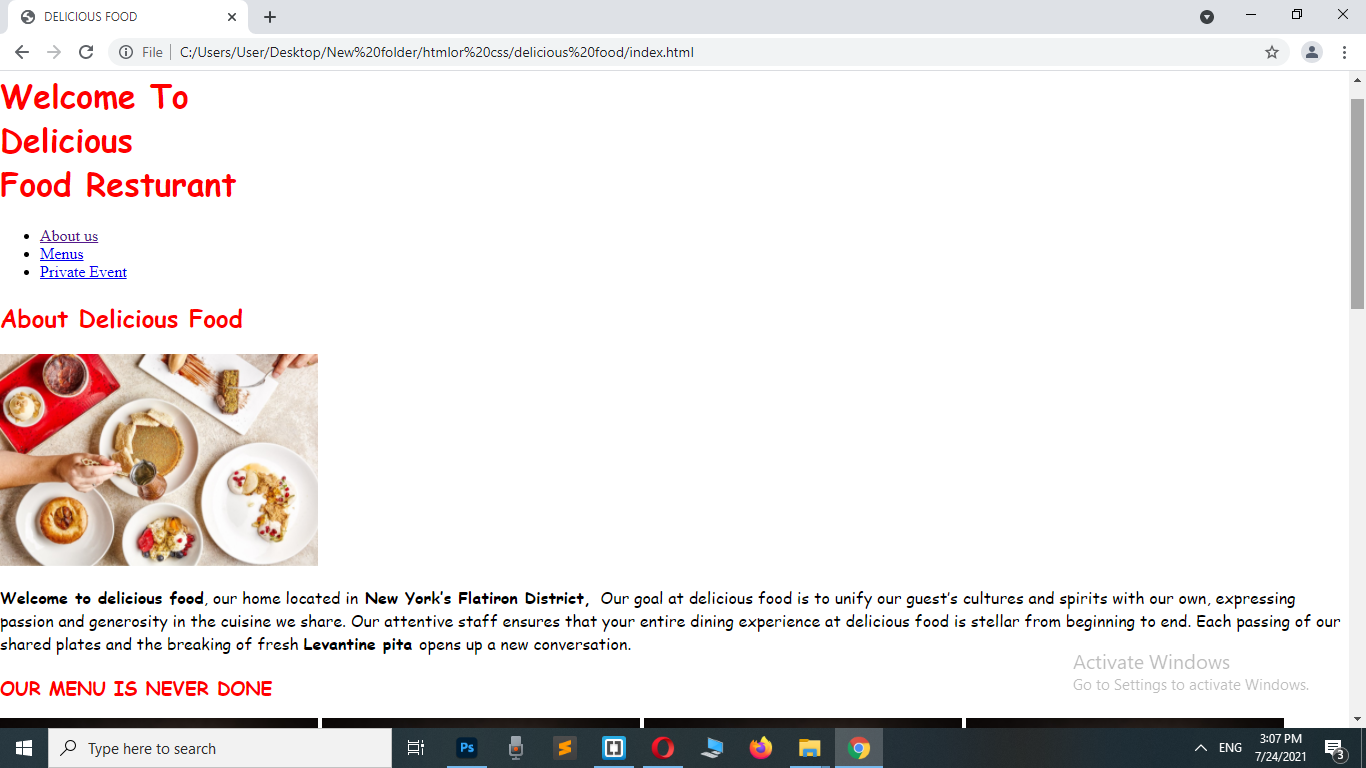 DELICIOUS FOOD
File
C:/Users/User/Desktop/New%20folder/htmlor%20css/delicious%20food/index.html
Welcome To
Delicious
Food Resturant
About us
Menus
Private Event
About Delicious Food
Welcome to delicious food, our home located in New York's Flatiron District, Our goal at delicious food is to unify our guest's cultures and spirits with our own, expressing
passion and generosity in the cuisine we share. Our attentive staff ensures that your entire dining experience at delicious food is stellar from beginning to end. Each passing of our
shared plates and the breaking of fresh Levantine pita opens up a new conversation.
Activate Windows
Go to Settings to activate Windows.
OUR MENU IS NEVER DONE
Type here to search
Ps
ENG
3:07 PM
7/24/2021
3